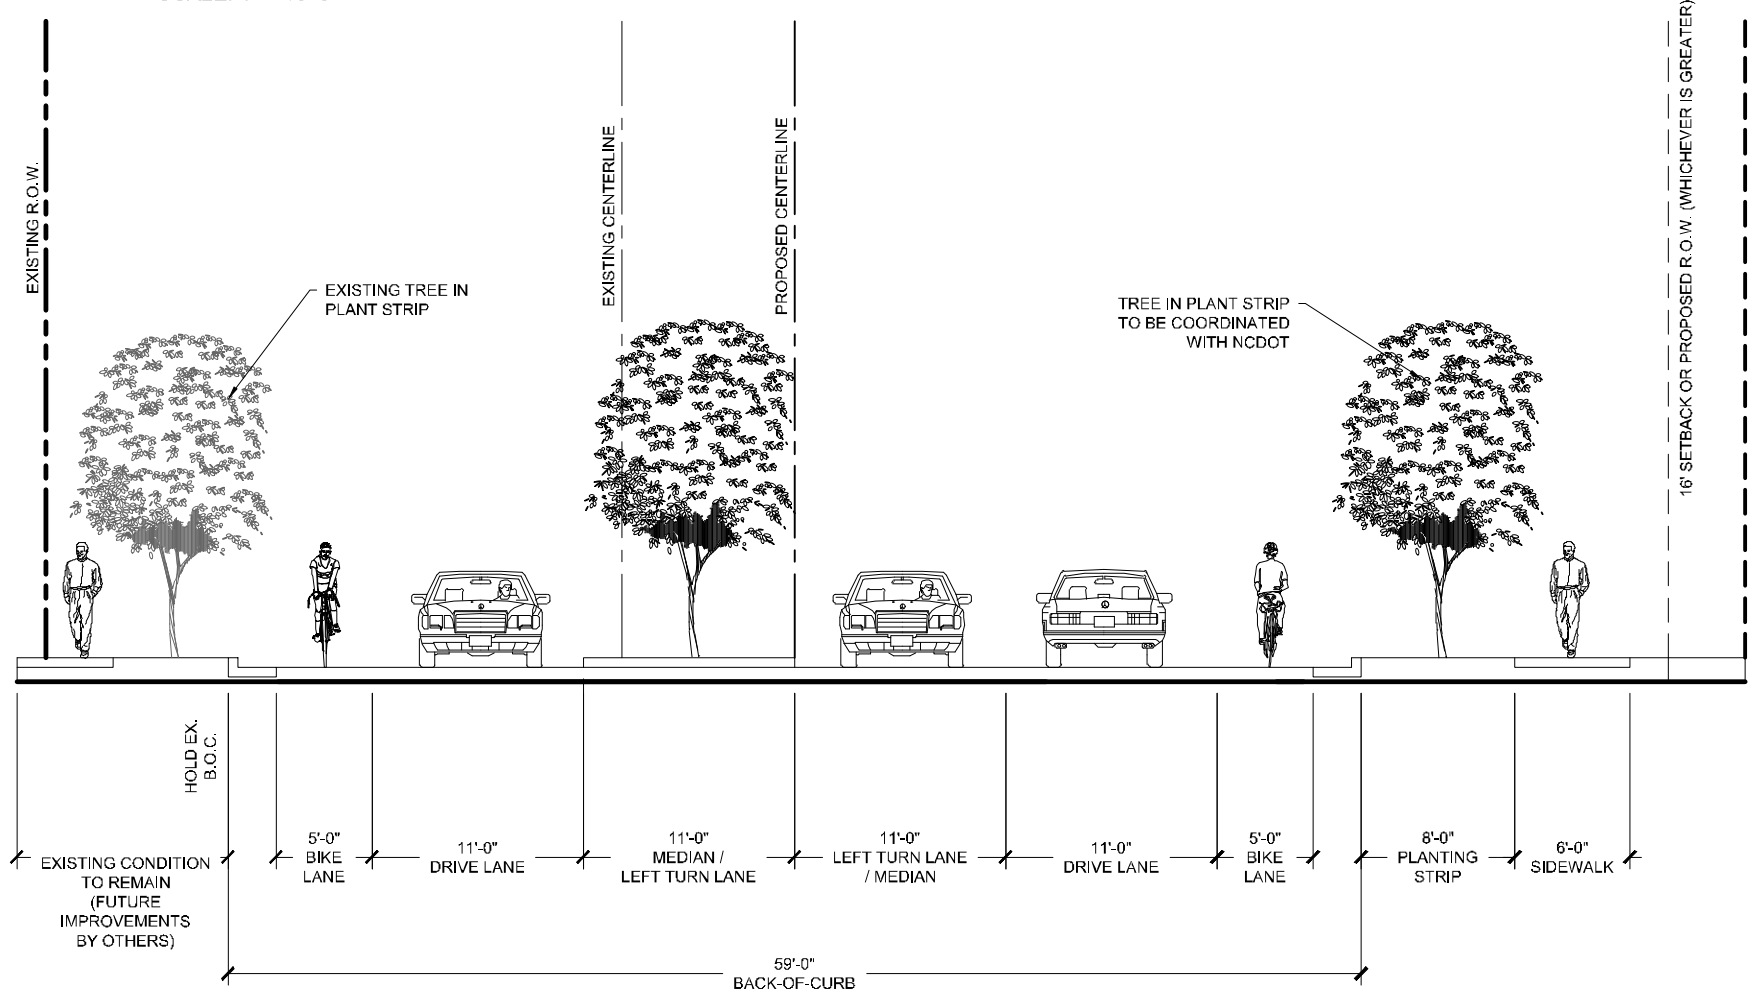 EXISTING R.O.W.
EXISTING CENTERLINE
PROPOSED CENTERLINE
16' SETBACK OR PROPOSED R.O.W. (WHICHEVER IS GREATER)
EXISTING TREE IN
PLANT STRIP
TREE IN PLANT STRIP
TO BE COORDINATED
WITH NCDOT
HOLD EX.
B.O.C.
EXISTING CONDITION
TO REMAIN
(FUTURE
IMPROVEMENTS
BY OTHERS)
5'-0"
BIKE
LANE
11'-0"
DRIVE LANE
11'-0"
MEDIAN /
LEFT TURN LANE
11'-0"
LEFT TURN LANE
/ MEDIAN
11'-0"
DRIVE LANE
5'-0"
BIKE
LANE
8'-0"
PLANTING
STRIP
6'-0"
SIDEWALK
59'-0"
BACK-OF-CURB